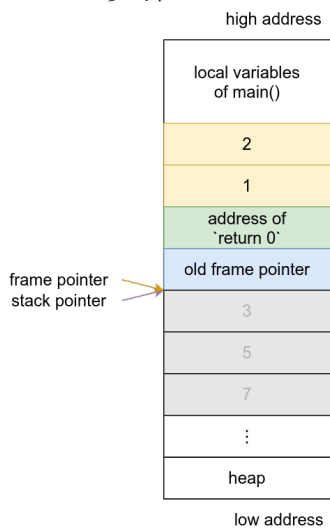 high address
local variables
of main()
2
1
address of
`return 0`
old frame pointer
frame pointer
stack pointer
3
5
7
⋮
heap
low address